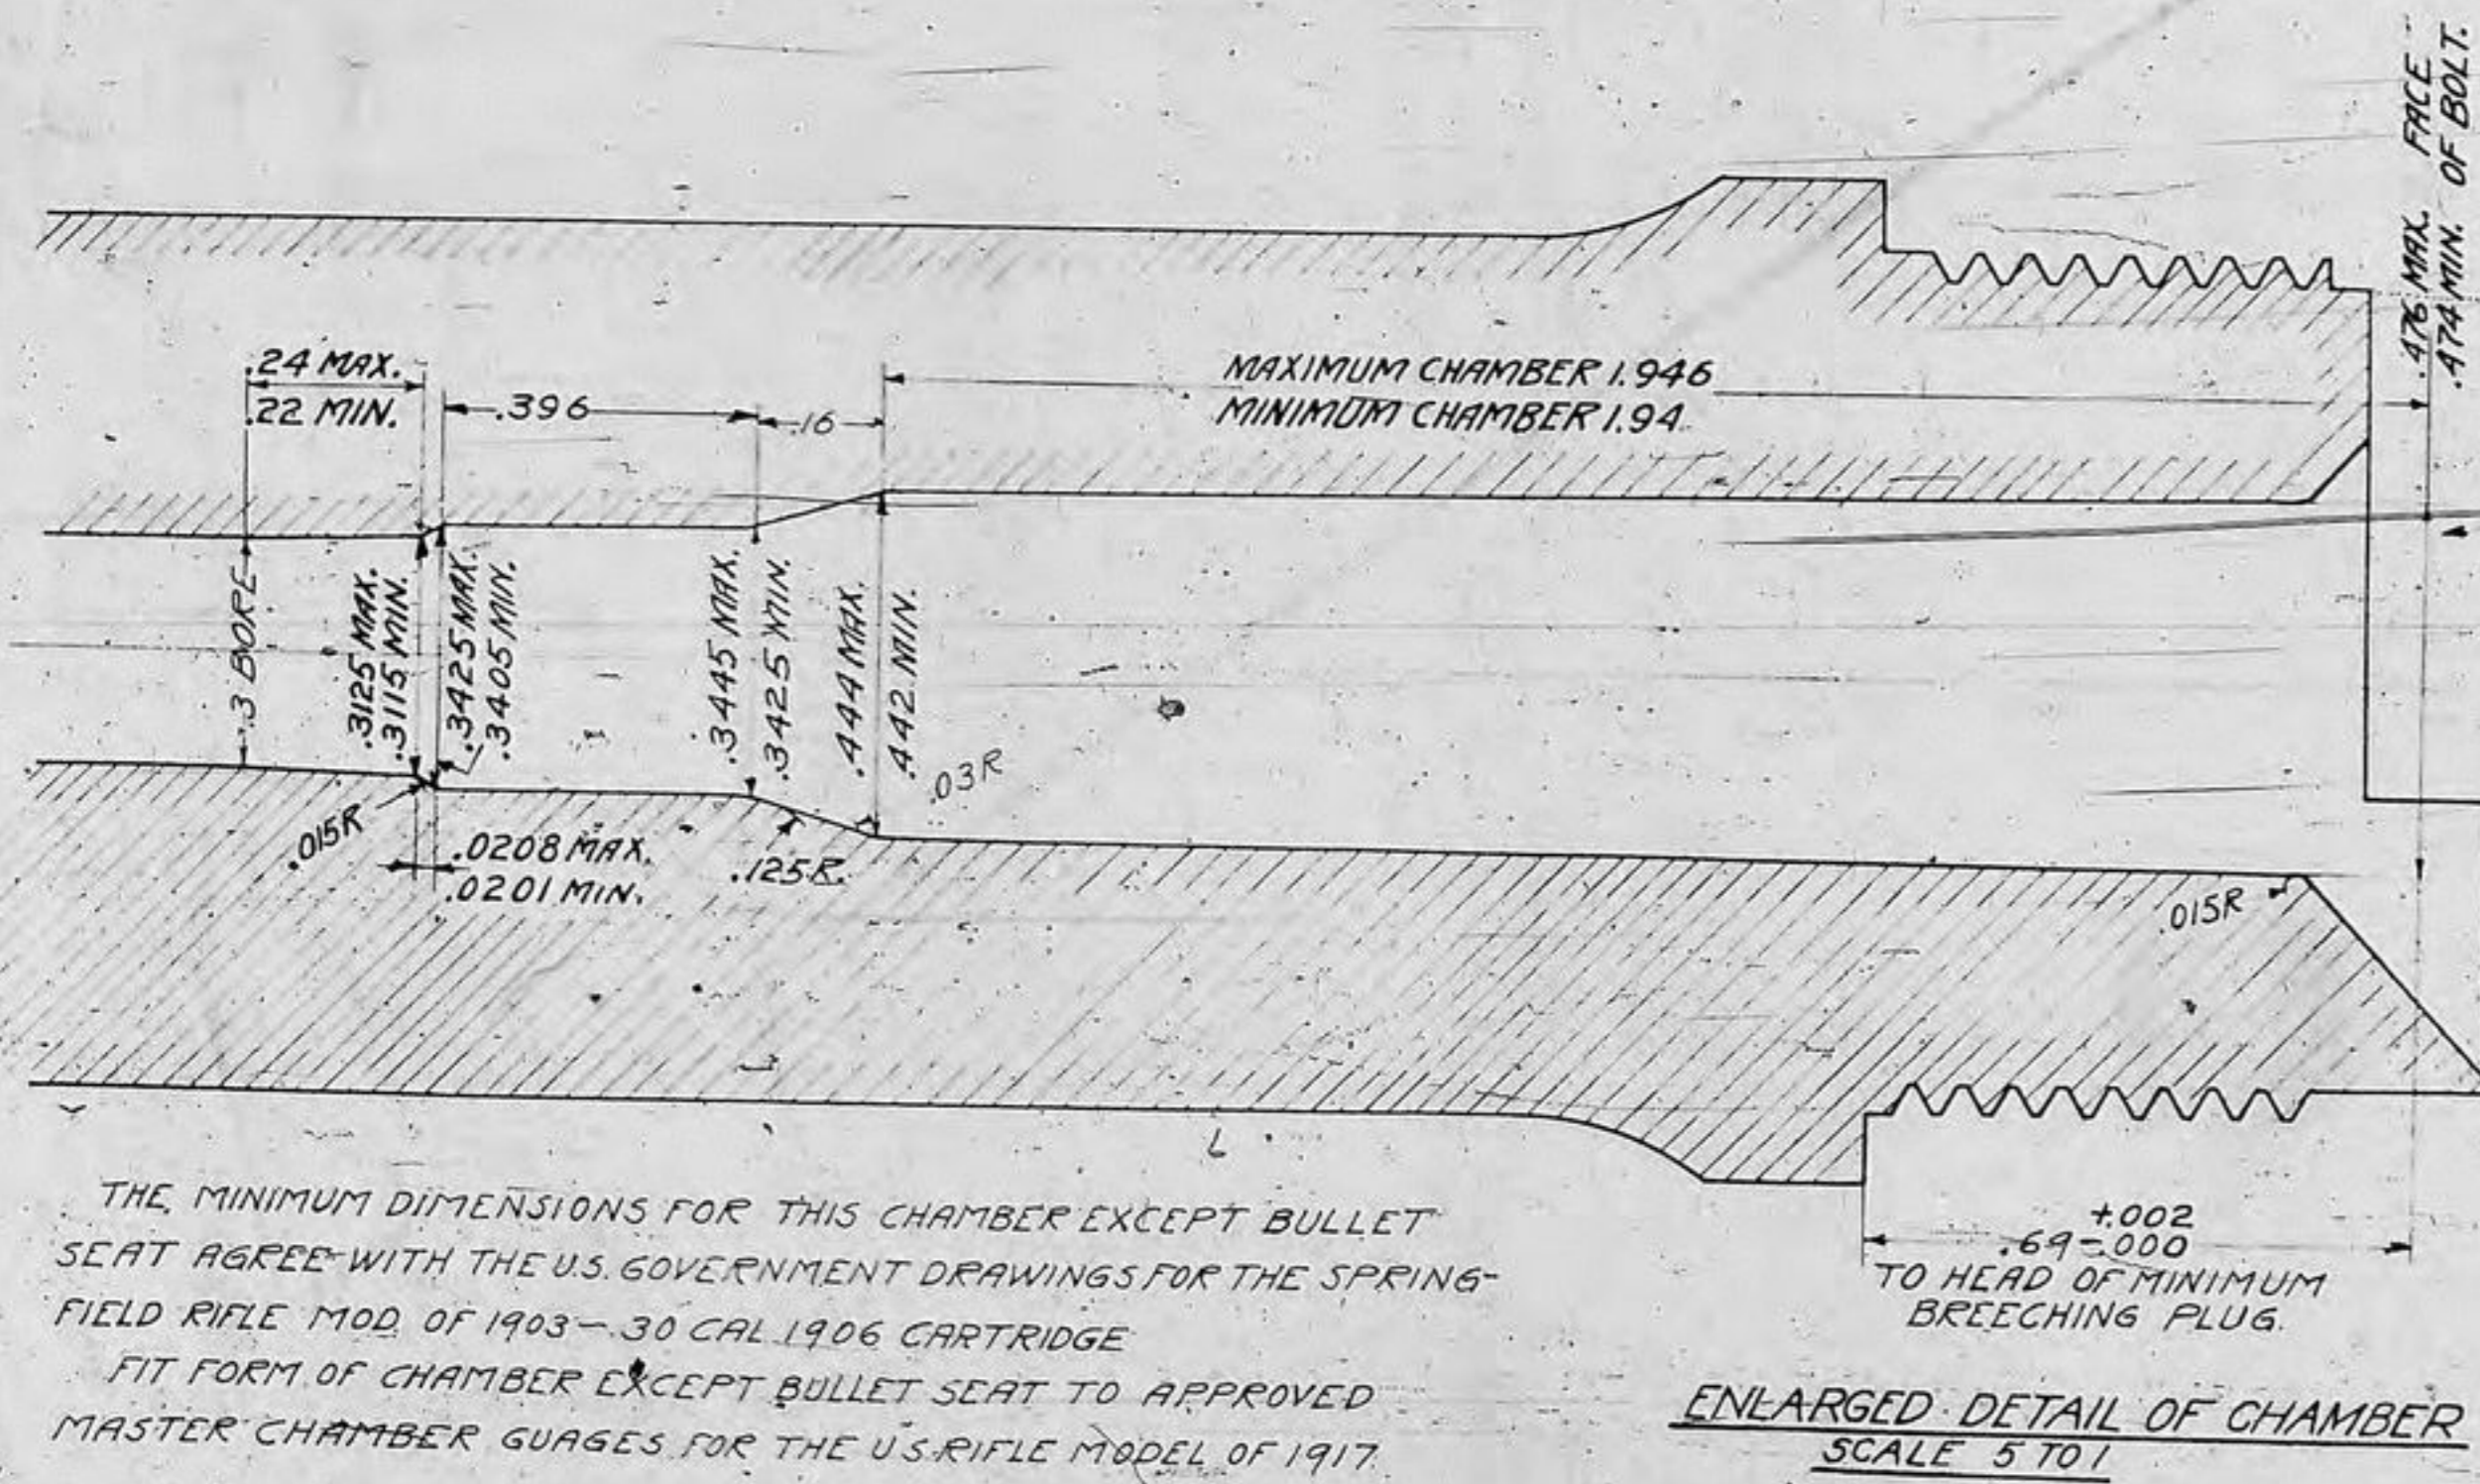 .476 MAX. FACE
.474 MIN. OF BOLT.
.24 MAX.
.22 MIN.
.396
.16
MAXIMUM CHAMBER 1.946
MINIMUM CHAMBER 1.94
.3 BORE
.3125 MAX.
.3115 MIN.
.3425 MAX.
.3405 MIN.
.3445 MAX.
.3425 MIN.
.444 MAX.
.442 MIN.
.03R
.015R
.0208 MAX.
.0201 MIN.
.125R.
.015R
THE MINIMUM DIMENSIONS FOR THIS CHAMBER EXCEPT BULLET
SEAT AGREE WITH THE U.S. GOVERNMENT DRAWINGS FOR THE SPRING-
FIELD RIFLE MOD. OF 1903-.30 CAL. 1906 CARTRIDGE
FIT FORM OF CHAMBER EXCEPT BULLET SEAT TO APPROVED
MASTER CHAMBER GUAGES FOR THE U.S. RIFLE MODEL OF 1917.
+.002
.69-.000
TO HEAD OF MINIMUM
BREECHING PLUG.
ENLARGED DETAIL OF CHAMBER
SCALE 5 TO 1